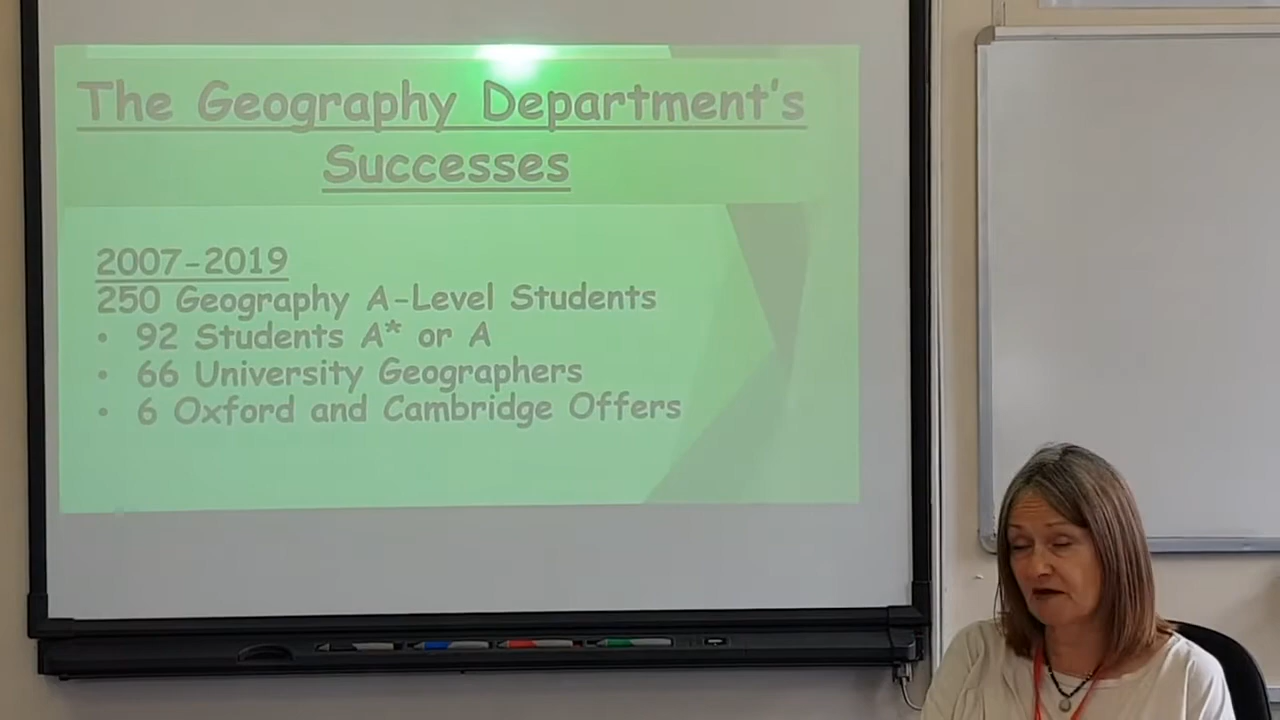 The Geography Department's
Successes
2007-2019
250 Geography A-Level Students
• 92 Students A* or A
• 66 University Geographers
• 6 Oxford and Cambridge Offers